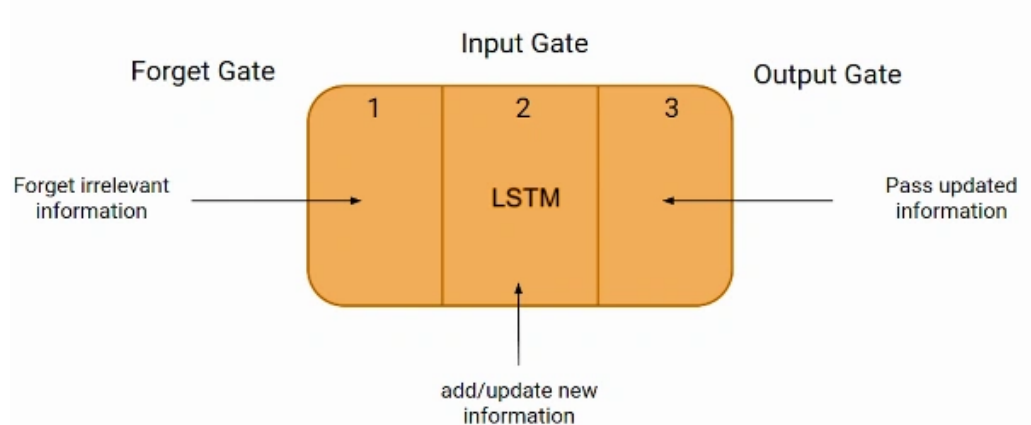 Input Gate
Forget Gate
Output Gate
1
2
3
LSTM
Forget irrelevant
information
Pass updated
information
add/update new
information